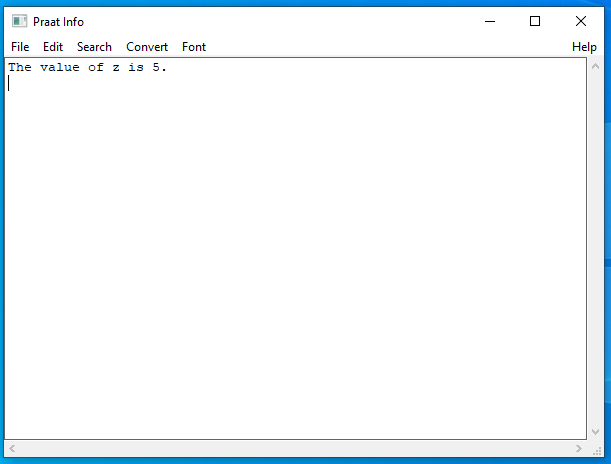 Praat Info
File Edit Search Convert Font Help
The value of z is 5.